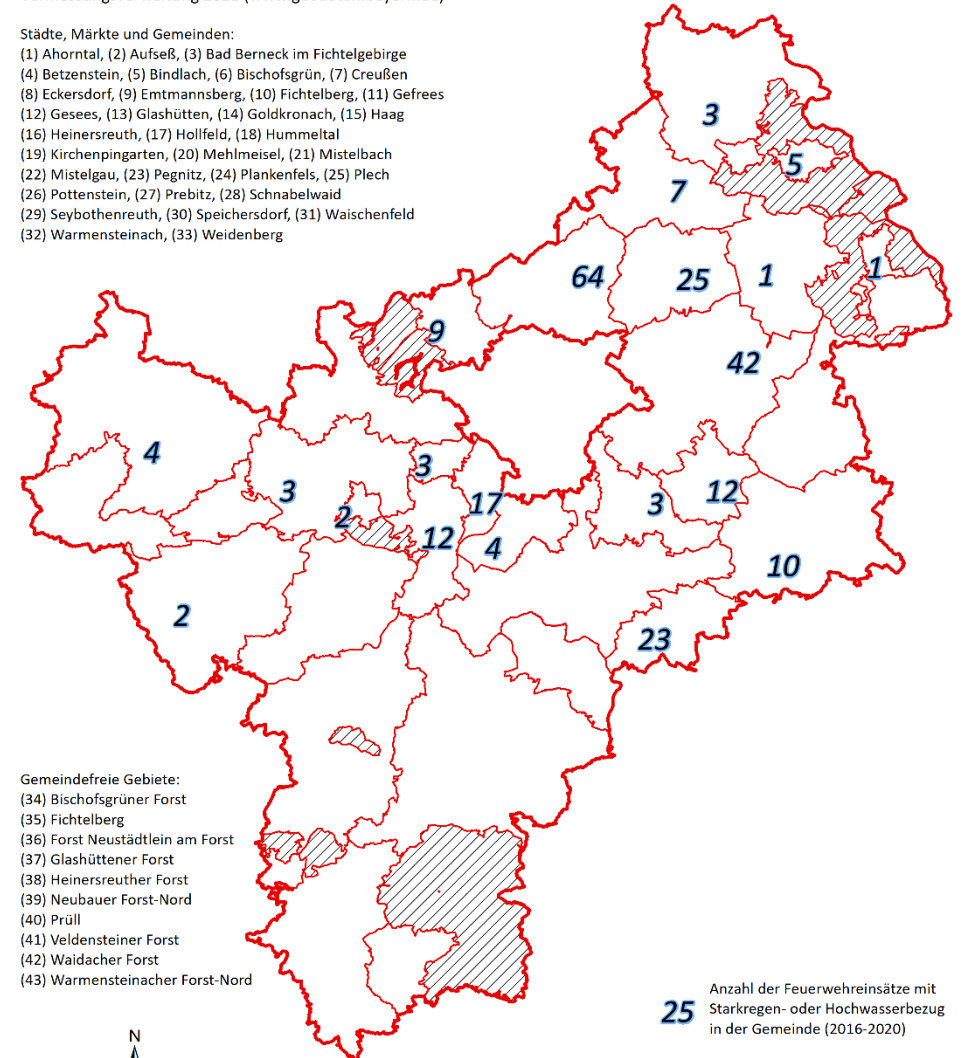 Städte, Märkte und Gemeinden:
(1) Ahorntal, (2) Aufseß, (3) Bad Berneck im Fichtelgebirge
(4) Betzenstein, (5) Bindlach, (6) Bischofsgrün, (7) Creußen
(8) Eckersdorf, (9) Emtmannsberg, (10) Fichtelberg, (11) Gefrees
(12) Gesees, (13) Glashütten, (14) Goldkronach, (15) Haag
(16) Heinersreuth, (17) Hollfeld, (18) Hummeltal
(19) Kirchenpingarten, (20) Mehlmeisel, (21) Mistelbach
(22) Mistelgau, (23) Pegnitz, (24) Plankenfels, (25) Plech
(26) Pottenstein, (27) Prebitz, (28) Schnabelwaid
(29) Seybothenreuth, (30) Speichersdorf, (31) Waischenfeld
(32) Warmensteinach, (33) Weidenberg
3
5
7
64
25
1
1
9
42
4
3
3
17
3
12
2
12
4
10
2
23
Gemeindefreie Gebiete:
(34) Bischofsgrüner Forst
(35) Fichtelberg
(36) Forst Neustädtlein am Forst
(37) Glashüttener Forst
(38) Heinersreuther Forst
(39) Neubauer Forst-Nord
(40) Prüll
(41) Veldensteiner Forst
(42) Waidacher Forst
(43) Warmensteinacher Forst-Nord
25
Anzahl der Feuerwehreinsätze mit
Starkregen- oder Hochwasserbezug
in der Gemeinde (2016-2020)
N